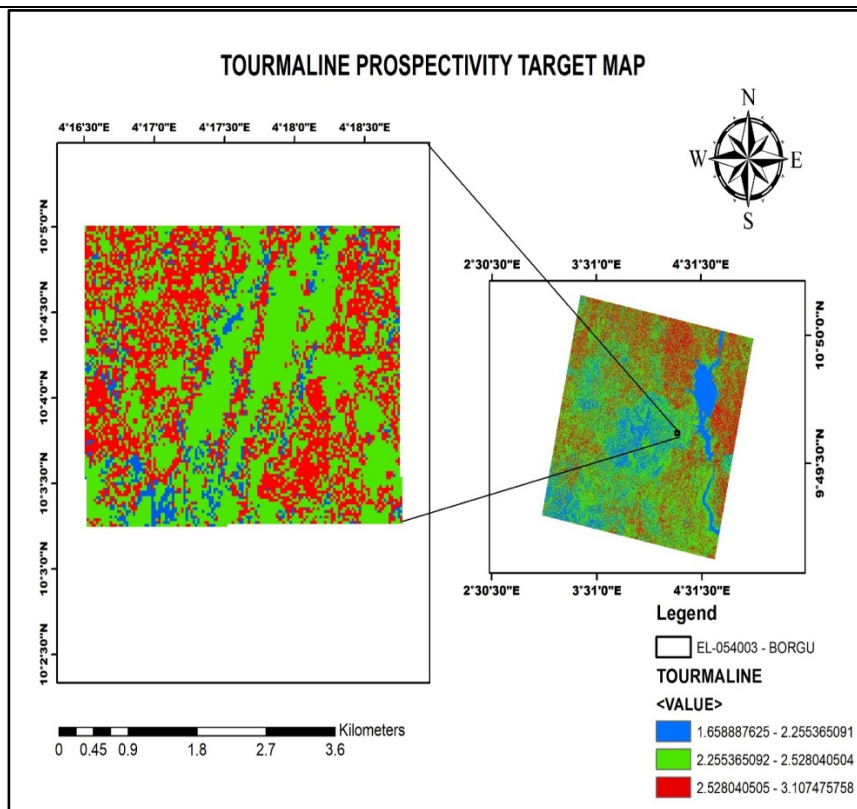 TOURMALINE PROSPECTIVITY TARGET MAP
4°16'30"E 4°17'0"E 4°17'30"E 4°18'0"E 4°18'30"E
10°5'0"N
10°4'30"N
10°4'0"N
10°3'30"N
10°3'0"N
10°2'30"N
N
W E
S
2°30'30"E 3°31'0"E 4°31'30"E
10°5'0"N
9°49'30"N
2°30'30"E 3°31'0"E 4°31'30"E
Kilometers
0 0.45 0.9 1.8 2.7 3.6
Legend
EL-054003 - BORGU
TOURMALINE
<VALUE>
1.658887625 - 2.255365091
2.255365092 - 2.528040504
2.528040505 - 3.107475758